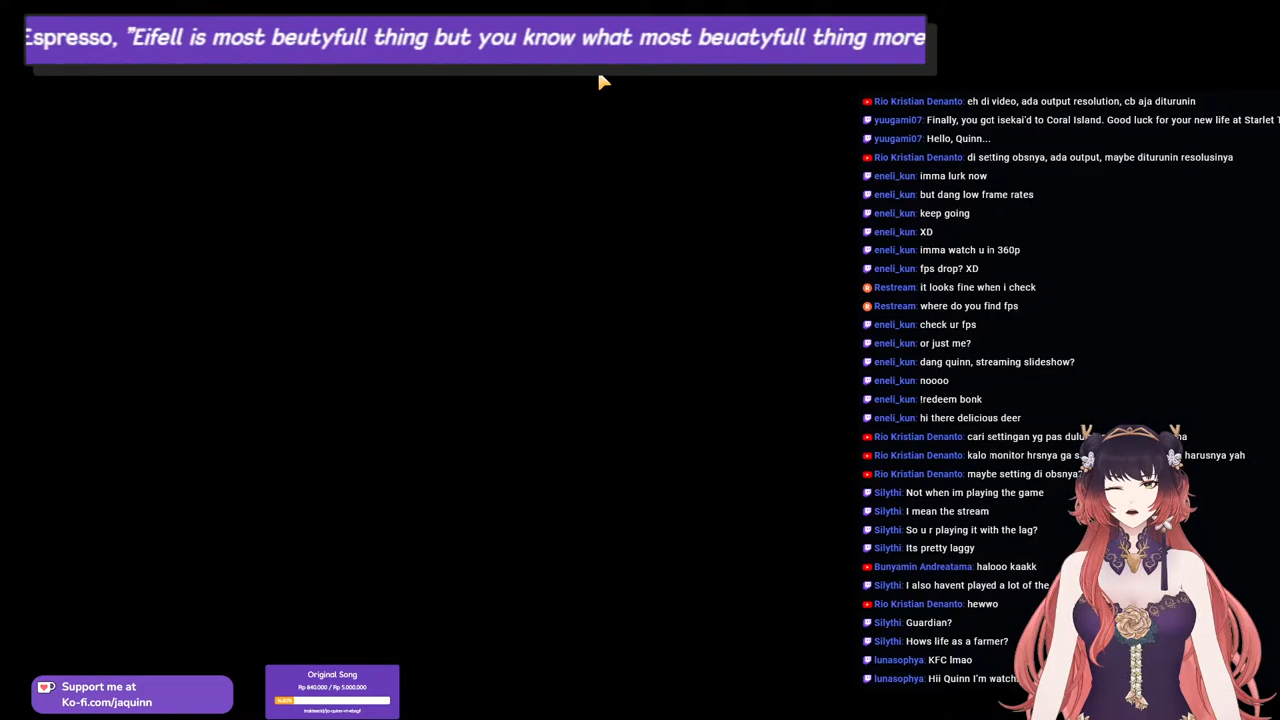 Espresso, "Eifell is most beutyfull thing but you know what most beuatyfull thing more
Rio Kristian Denanto: eh di video, ada output resolution, cb aja diturunin
yuugami07: Finally, you got isekai'd to Coral Island. Good luck for your new life at Starlet
yuugami07: Hello, Quinn...
Rio Kristian Denanto: di setting obsnya, ada output, maybe diturunin resolusinya
eneli_kun: imma lurk now
eneli_kun: but dang low frame rates
eneli_kun: keep going
eneli_kun: XD
eneli_kun: imma watch u in 360p
eneli_kun: fps drop? XD
Restream: it looks fine when i check
Restream: where do you find fps
eneli_kun: check ur fps
eneli_kun: or just me?
eneli_kun: dang quinn, streaming slideshow?
eneli_kun: noooo
eneli_kun: !redeem bonk
eneli_kun: hi there delicious deer
Rio Kristian Denanto: cari settingan yg pas dulu
Rio Kristian Denanto: kalo monitor hrsnya ga harusnya yah
Rio Kristian Denanto: maybe setting di obsnya?
Silythi: Not when im playing the game
Silythi: I mean the stream
Silythi: So u r playing it with the lag?
Silythi: Its pretty laggy
Bunyamin Andreatama: halooo kaakk
Silythi: I also havent played a lot of the
Rio Kristian Denanto: hewwo
Silythi: Guardian?
Silythi: Hows life as a farmer?
lunasophya: KFC lmao
lunasophya: Hii Quinn I'm watch
Support me at
Ko-fi.com/jaquinn
Original Song
Rp 840.000 / Rp 5.000.000